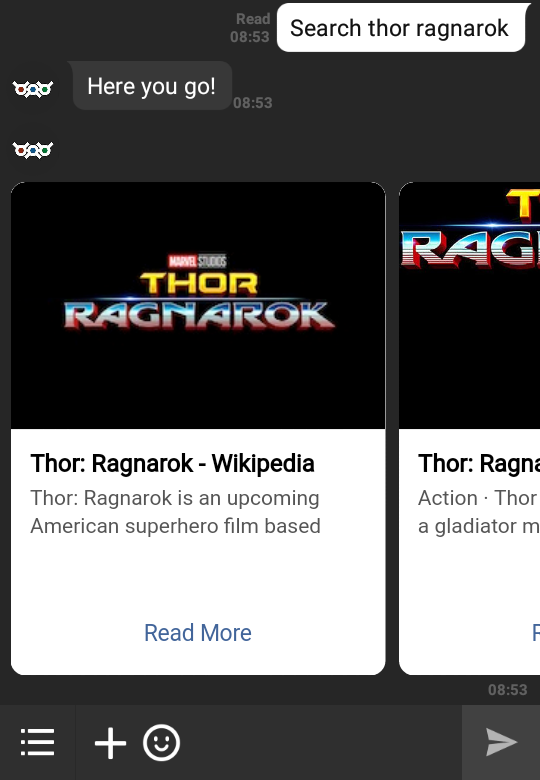 Read
08:53
Search thor ragnarok
Here you go!
08:53
MARVEL STUDIOS
THOR
RAGNAROK
T
RAG
Thor: Ragnarok - Wikipedia
Thor: Ragnarok is an upcoming
American superhero film based
Read More
Thor: Ragna
Action · Thor
a gladiator m
R
08:53